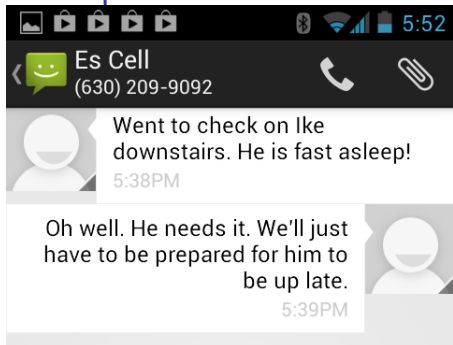 5:52
Es Cell
(630) 209-9092
Went to check on Ike
downstairs. He is fast asleep!
5:38PM
Oh well. He needs it. We'll just
have to be prepared for him to
be up late.
5:39PM